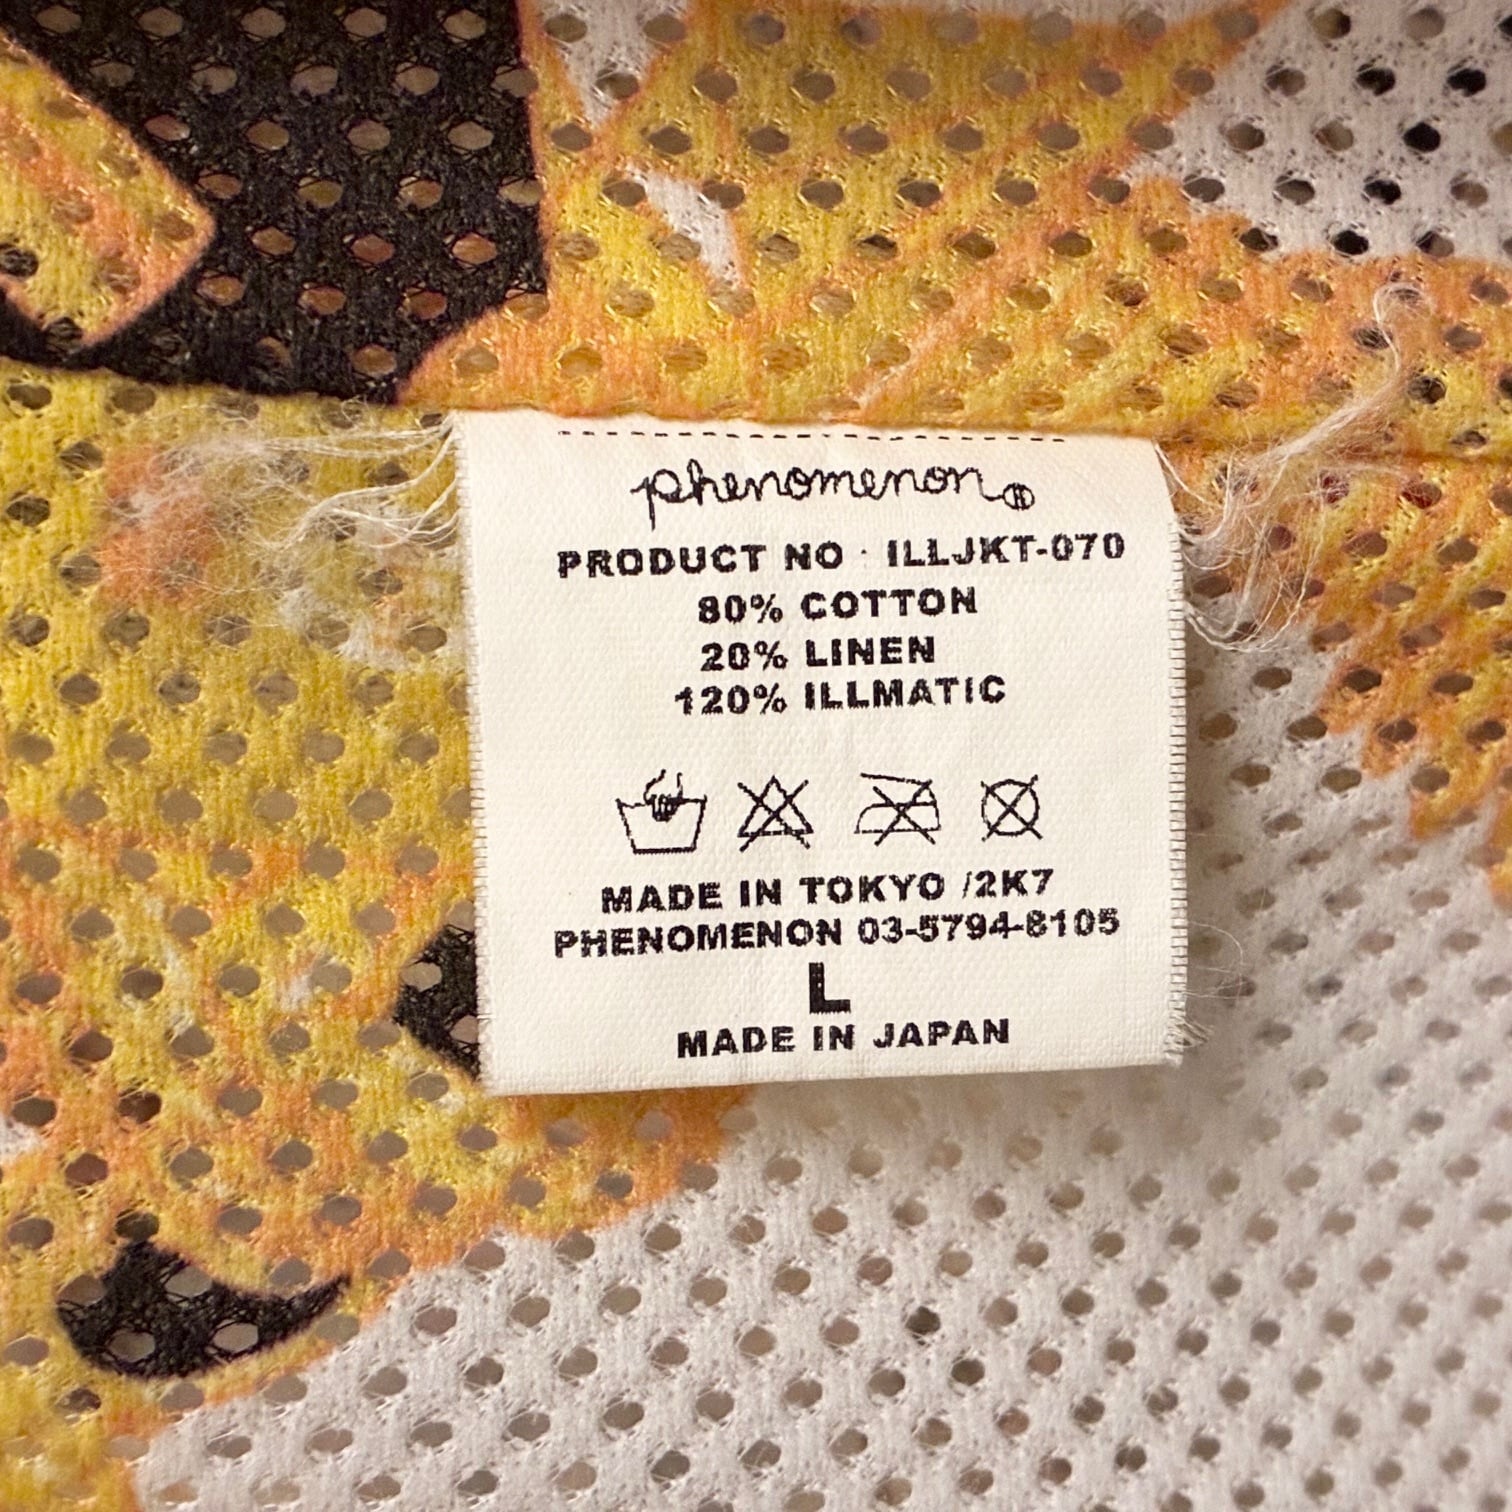 phenomenon®
PRODUCT NO : ILLJKT-070
80% COTTON
20% LINEN
120% ILLMATIC
MADE IN TOKYO /2K7
PHENOMENON 03-5794-8105
L
MADE IN JAPAN